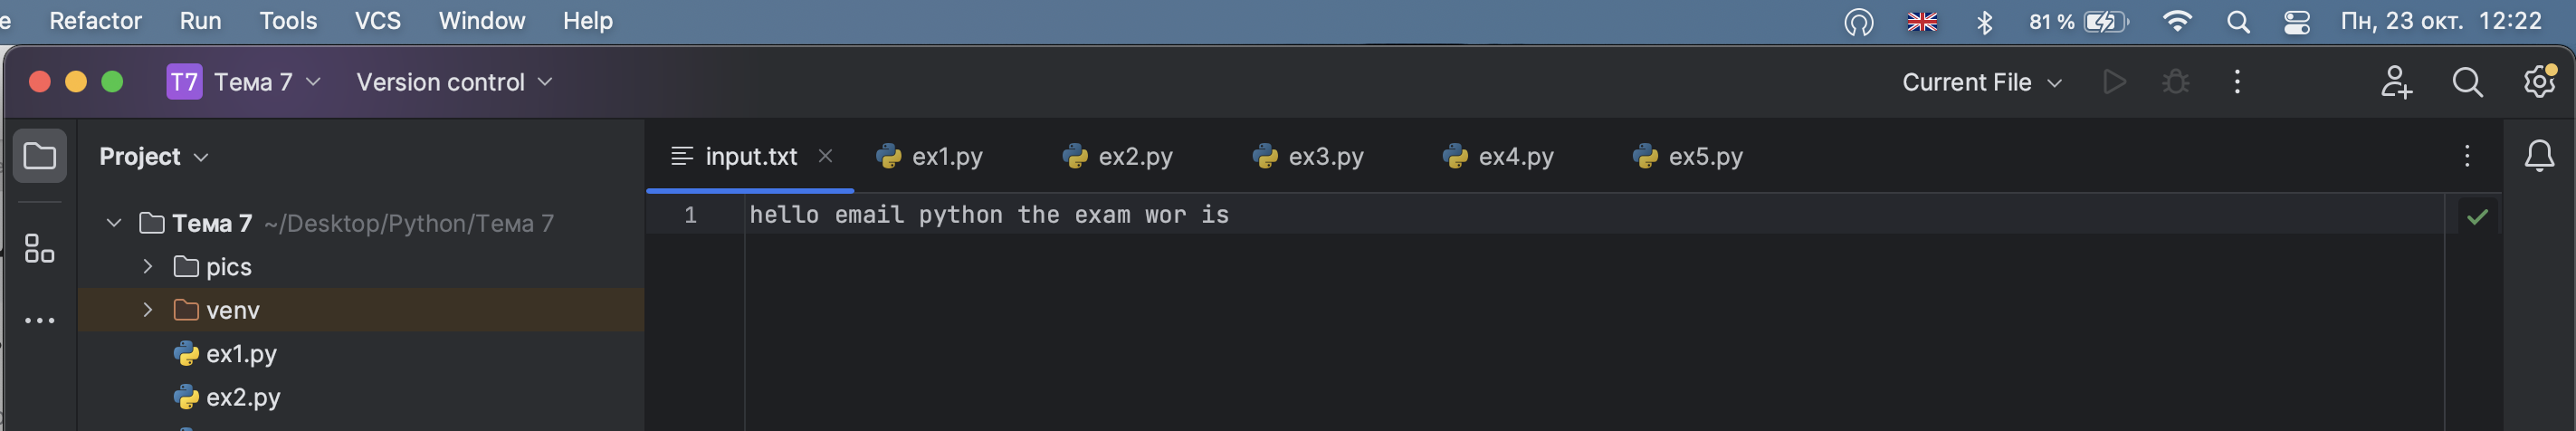 Refactor Run Tools VCS Window Help 81 % Пн, 23 окт. 12:22
T7 Тема 7 Version control Current File
Project input.txt ex1.py ex2.py ex3.py ex4.py ex5.py
1 hello email python the exam wor is
Тема 7 ~/Desktop/Python/Тема 7
pics
venv
ex1.py
ex2.py